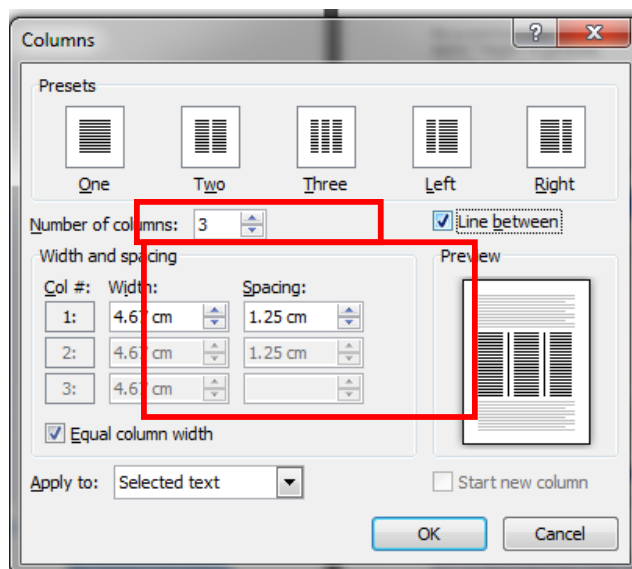 Columns
Presets
One Two Three Left Right
Number of columns: 3 Line between
Width and spacing Preview
Col #: Width: Spacing:
1: 4.67 cm 1.25 cm
2: 4.67 cm 1.25 cm
3: 4.67 cm
Equal column width
Apply to: Selected text Start new column
OK Cancel